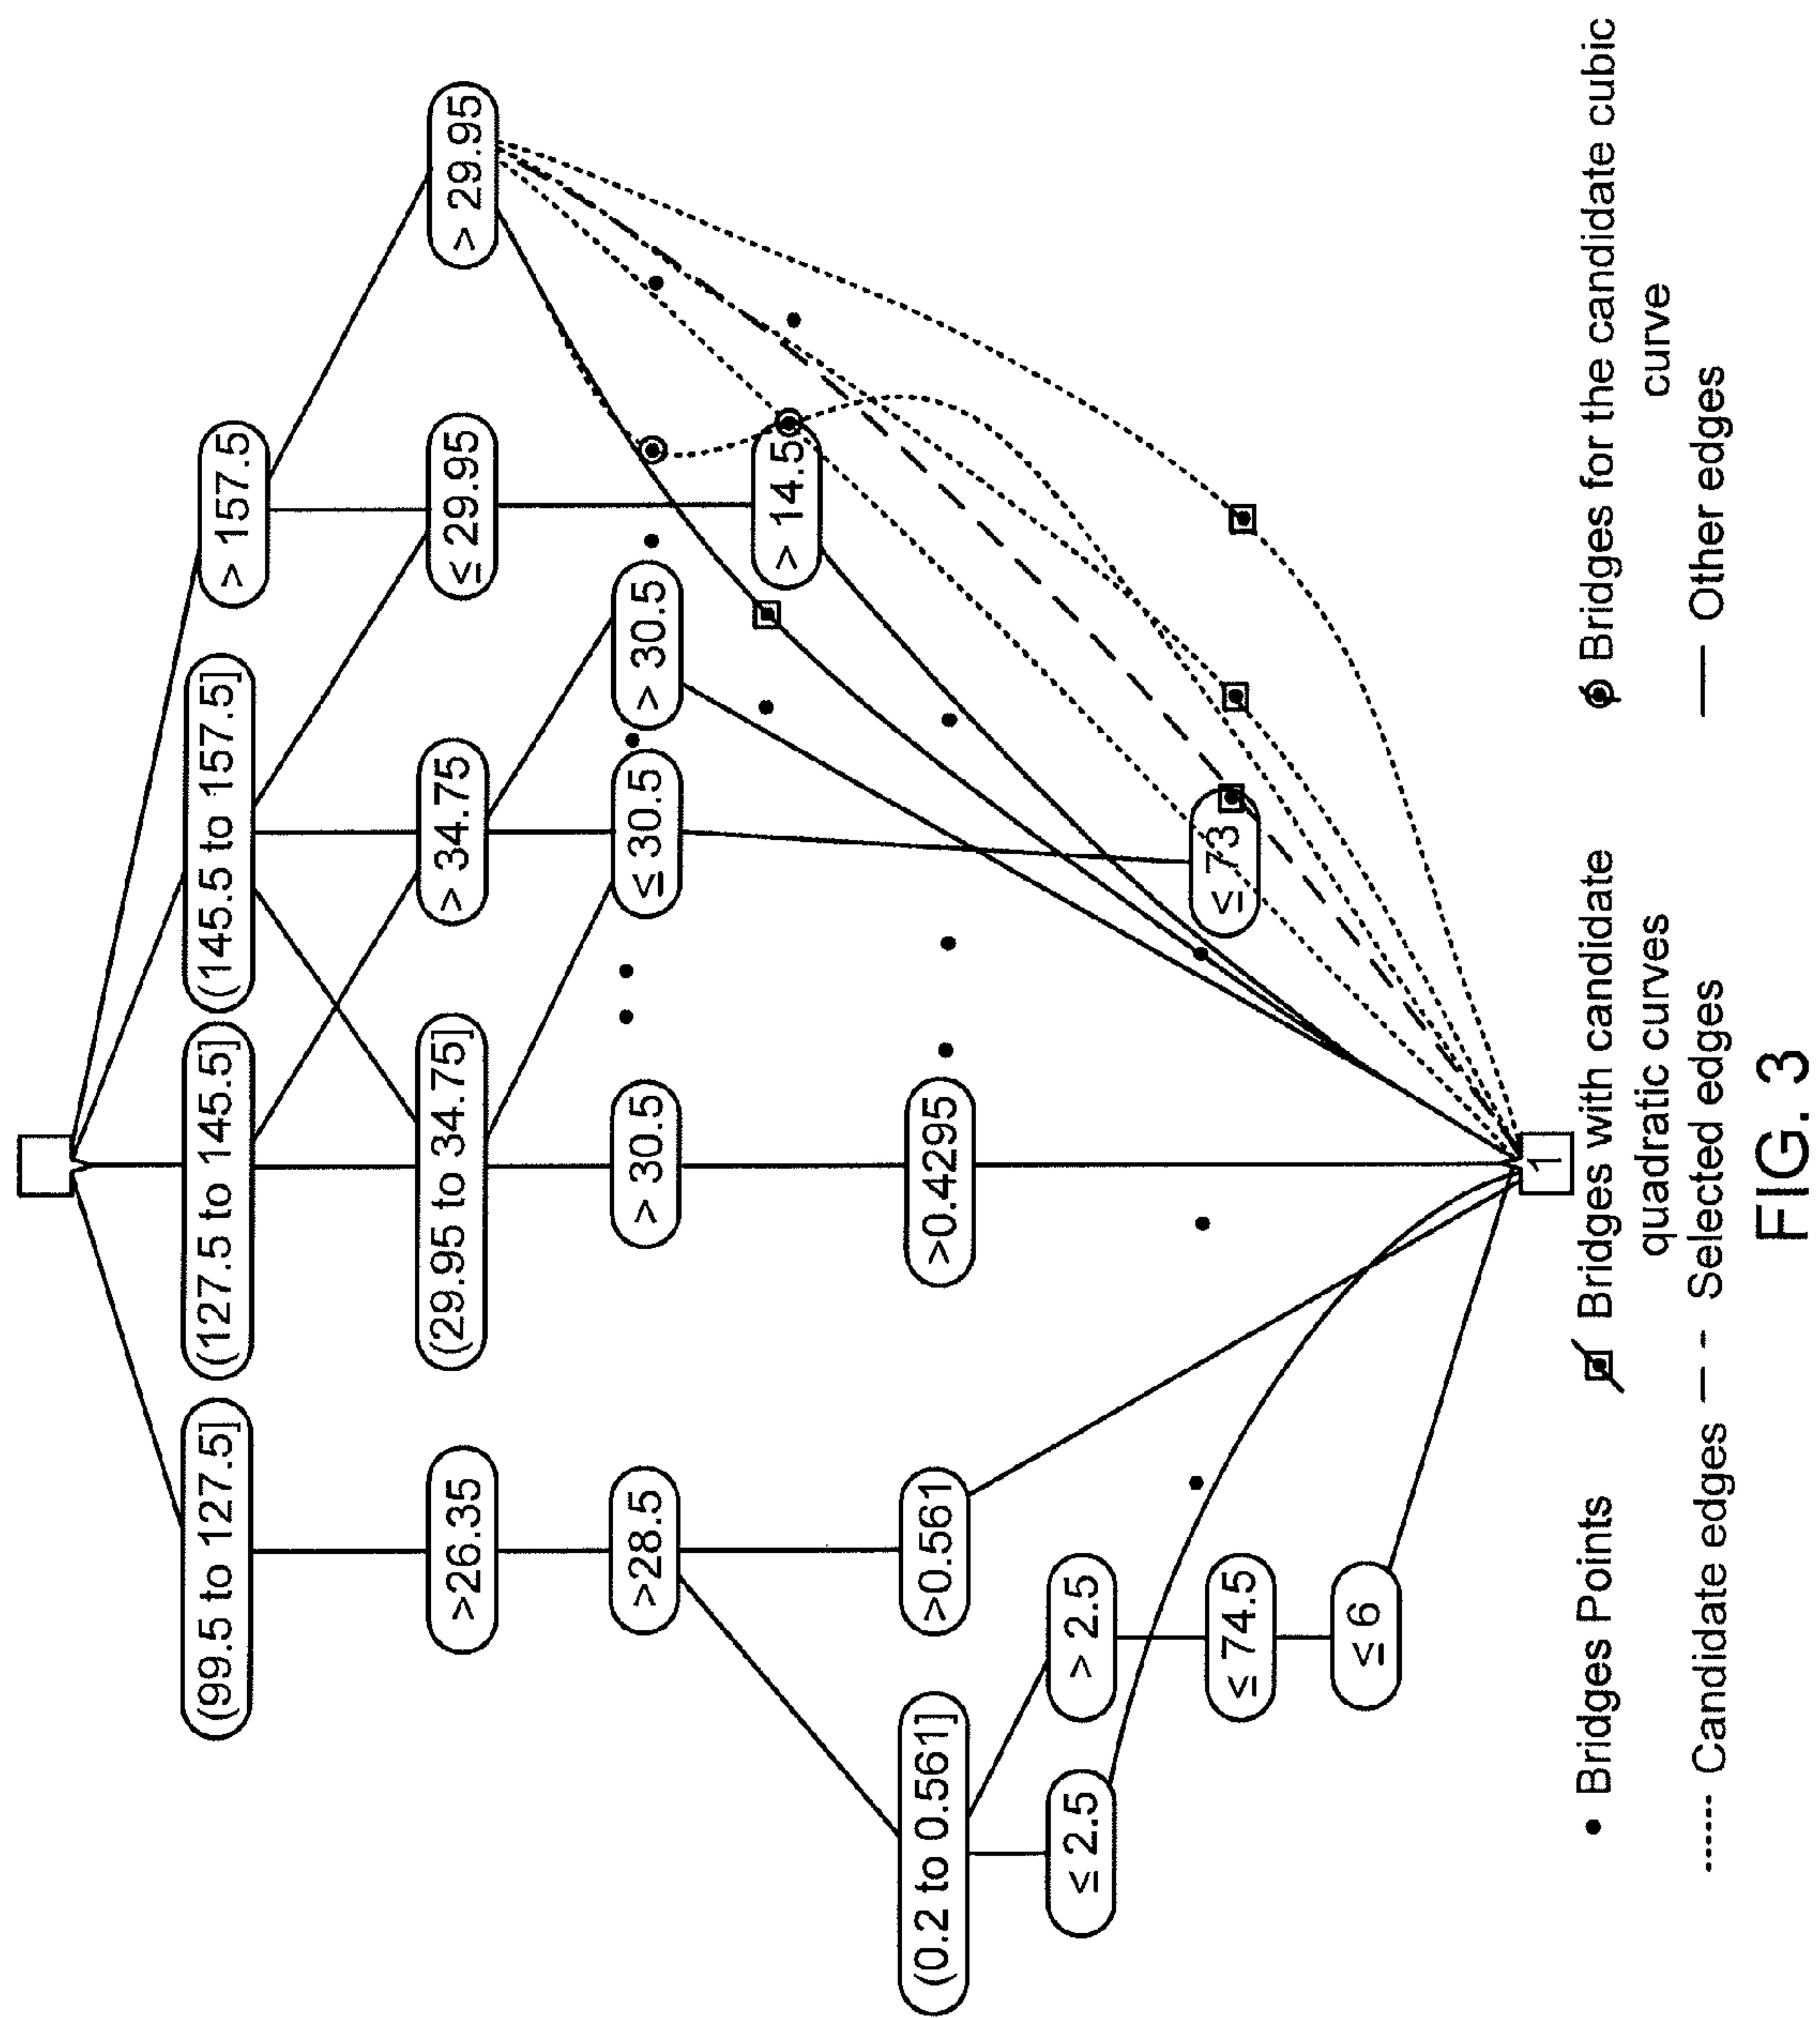 (99.5 to 127.5]
(127.5 to 145.5]
(145.5 to 157.5]
> 157.5
>26.35
(29.95 to 34.75]
> 34.75
≤ 29.95
> 29.95
>28.5
> 30.5
≤ 30.5
> 30.5
> 14.5
(0.2 to 0.561]
>0.561
>0.4295
≤ 2.5
> 2.5
≤ 74.5
≤ 73
≤ 6
1
Bridges Points
Bridges with candidate
quadratic curves
Bridges for the candidate cubic
curve
Candidate edges
Selected edges
Other edges
FIG. 3